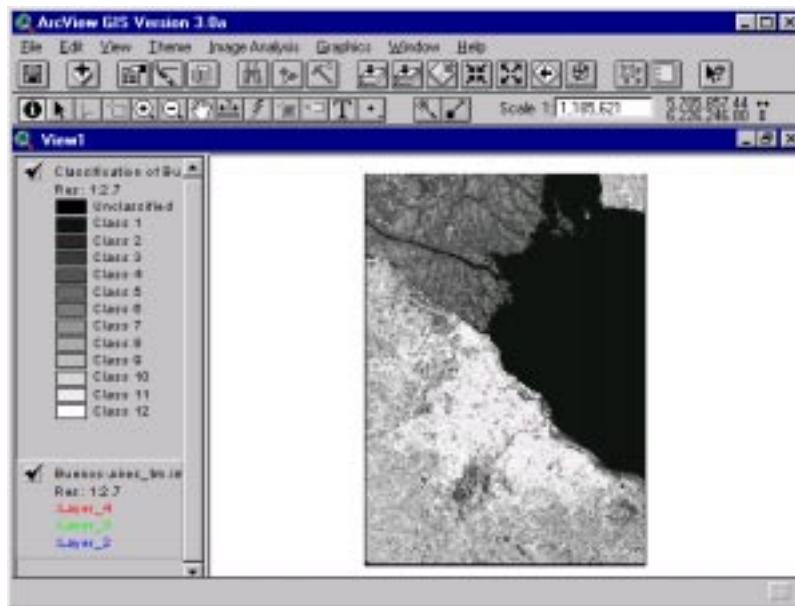 ArcView GIS Version 3.0a
File Edit View Theme Image Analysis Graphics Window Help
Scale 1: 1,185,621
View1
Classification of Bu
Res: 1:2.7
Unclassified
Class 1
Class 2
Class 3
Class 4
Class 5
Class 6
Class 7
Class 8
Class 9
Class 10
Class 11
Class 12
Res: 1:2.7
:Layer_4
:Layer_3
:Layer_2